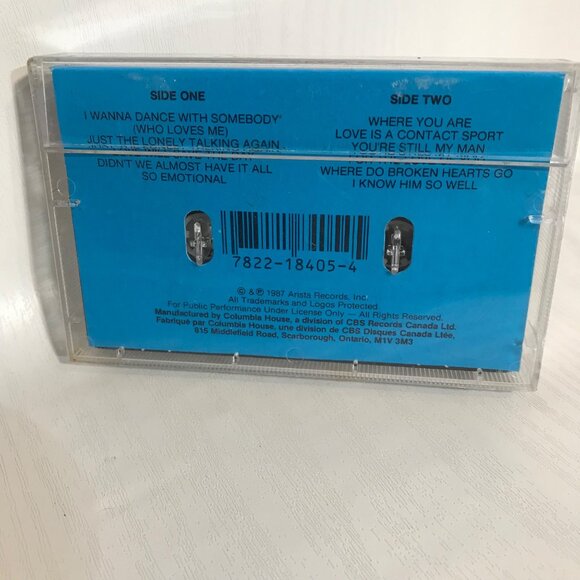 SIDE ONE
I WANNA DANCE WITH SOMEBODY
(WHO LOVES ME)
JUST THE LONELY TALKING AGAIN
DIDN'T WE ALMOST HAVE IT ALL
SO EMOTIONAL
SIDE TWO
WHERE YOU ARE
LOVE IS A CONTACT SPORT
YOU'RE STILL MY MAN
WHERE DO BROKEN HEARTS GO
I KNOW HIM SO WELL
7822-18405-4
© & ℗ 1987 Arista Records, Inc.
All Trademarks and Logos Protected.
For Public Performance Under License Only — All Rights Reserved.
Manufactured by Columbia House, a division of CBS Records Canada Ltd.
Fabriqué par Columbia House, une division de CBS Disques Canada Ltée,
815 Middlefield Road, Scarborough, Ontario, M1V 3M3